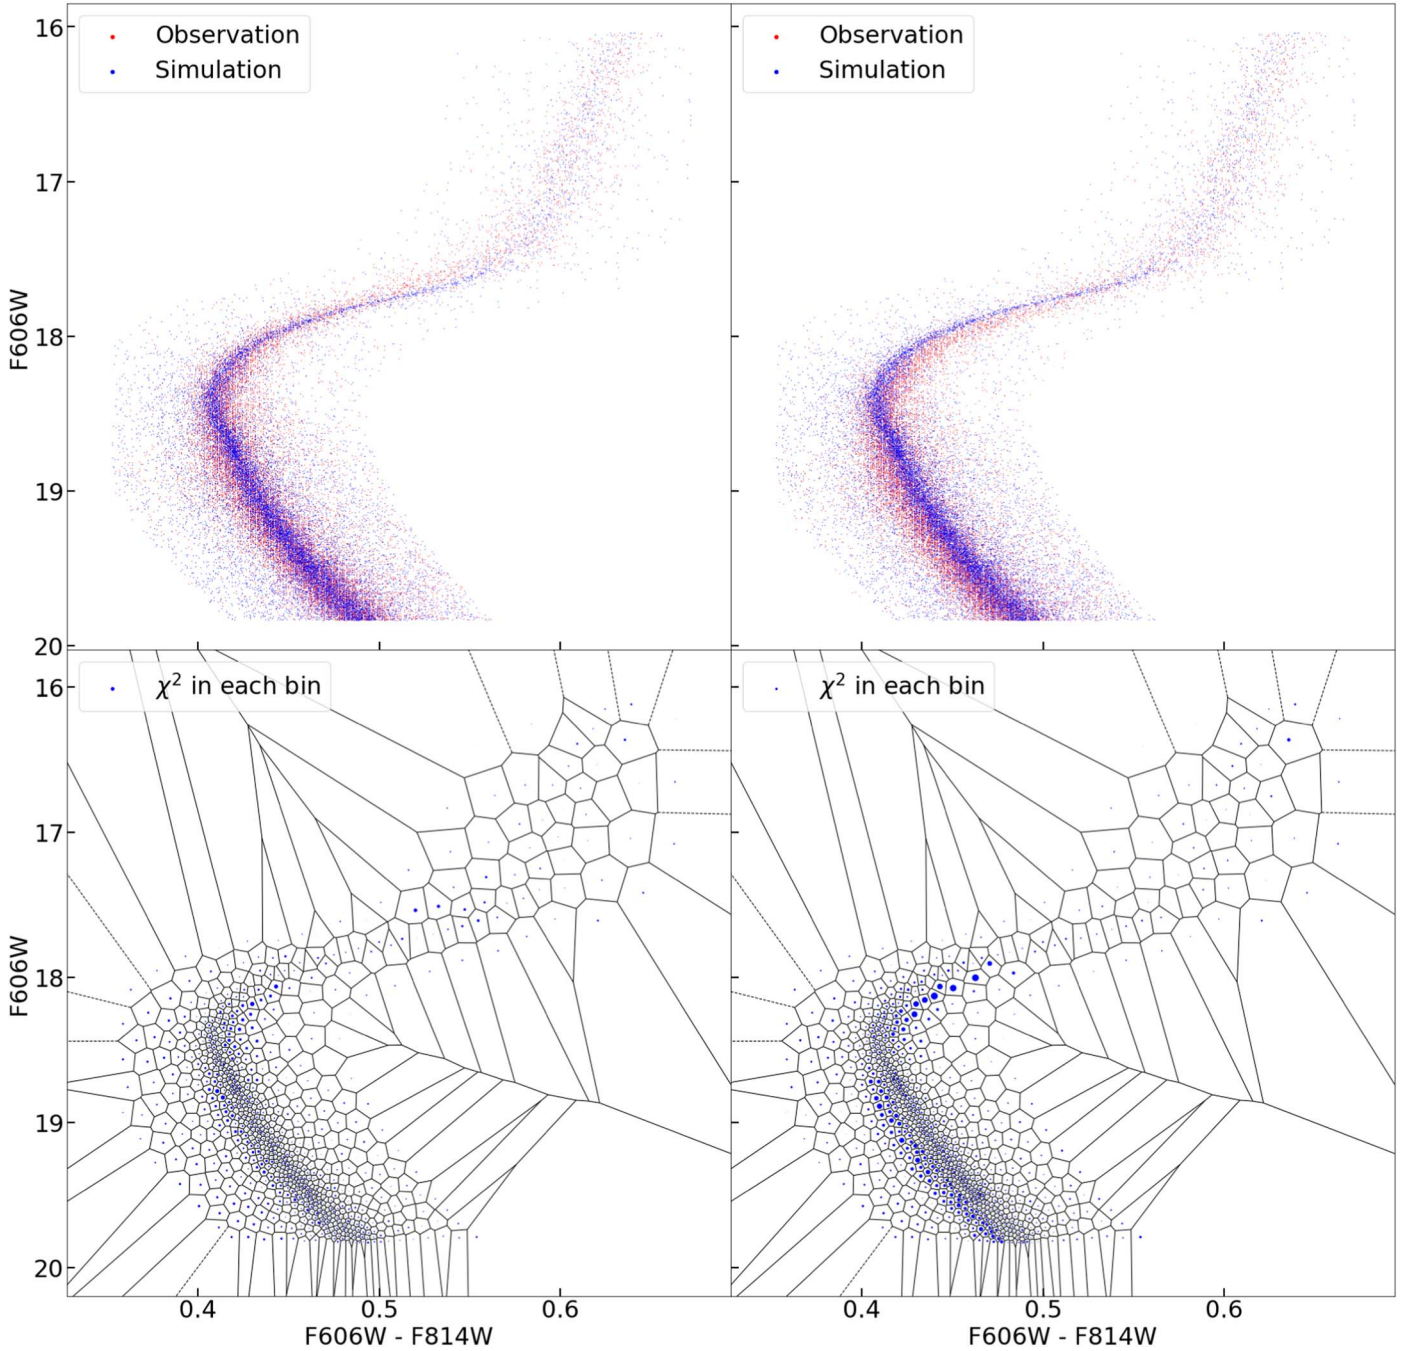 Observation
Simulation
Observation
Simulation
16
17
18
19
20
F606W
χ² in each bin
χ² in each bin
16
17
18
19
20
F606W
0.4
0.5
0.6
0.4
0.5
0.6
F606W - F814W
F606W - F814W